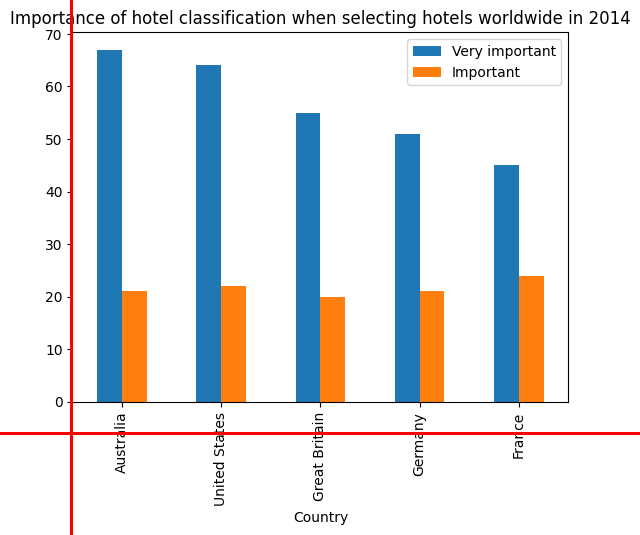 Importance of hotel classification when selecting hotels worldwide in 2014
Very important
Important
70
60
50
40
30
20
10
0
Australia
United States
Great Britain
Germany
France
Country